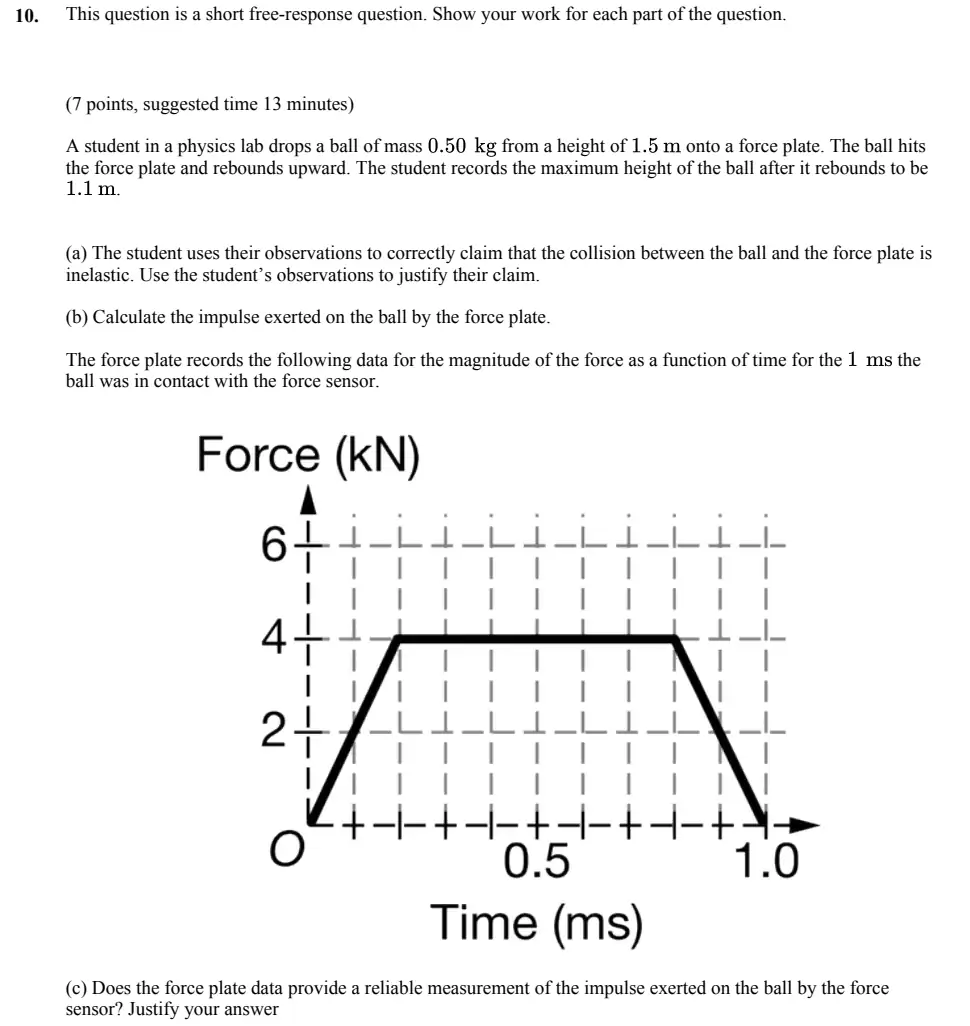 10. This question is a short free-response question. Show your work for each part of the question.
(7 points, suggested time 13 minutes)
A student in a physics lab drops a ball of mass 0.50 kg from a height of 1.5 m onto a force plate. The ball hits
the force plate and rebounds upward. The student records the maximum height of the ball after it rebounds to be
1.1 m.
(a) The student uses their observations to correctly claim that the collision between the ball and the force plate is
inelastic. Use the student’s observations to justify their claim.
(b) Calculate the impulse exerted on the ball by the force plate.
The force plate records the following data for the magnitude of the force as a function of time for the 1 ms the
ball was in contact with the force sensor.
Force (kN)
6
4
2
O
0.5
1.0
Time (ms)
(c) Does the force plate data provide a reliable measurement of the impulse exerted on the ball by the force
sensor? Justify your answer